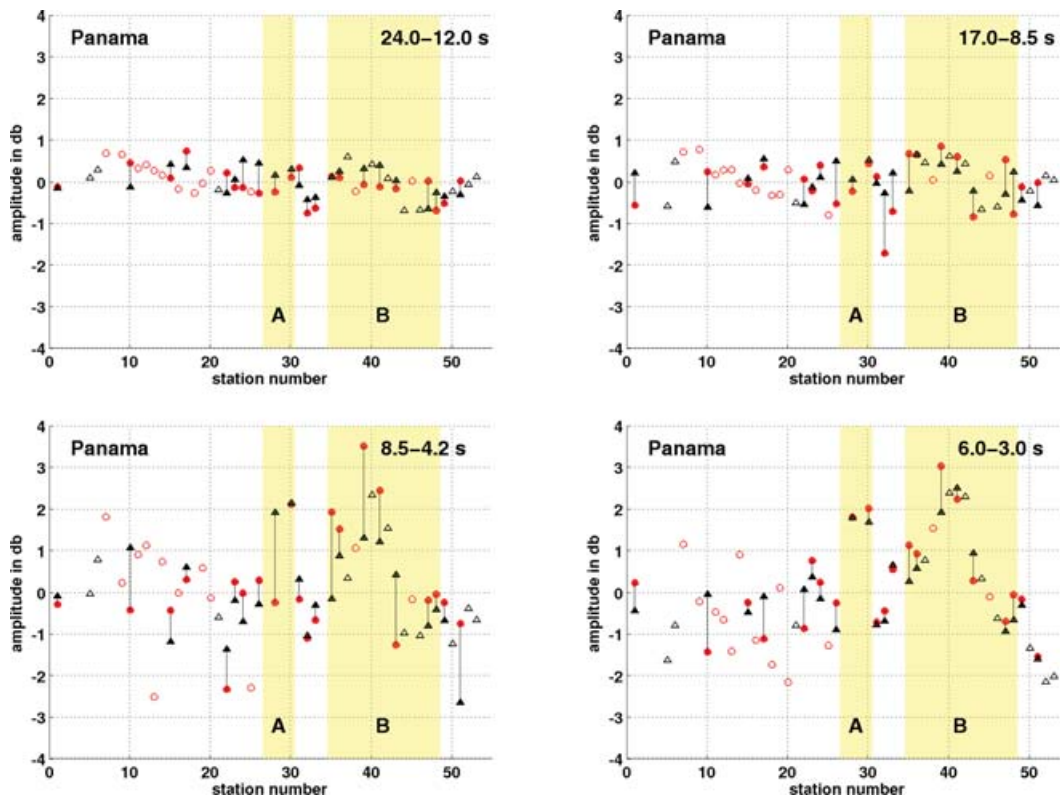 Panama 24.0–12.0 s
amplitude in db
4
3
2
1
0
-1
-2
-3
-4
A B
0 10 20 30 40 50
station number
Panama 17.0–8.5 s
amplitude in db
4
3
2
1
0
-1
-2
-3
-4
A B
0 10 20 30 40 50
station number
Panama 8.5–4.2 s
amplitude in db
4
3
2
1
0
-1
-2
-3
-4
A B
0 10 20 30 40 50
station number
Panama 6.0–3.0 s
amplitude in db
4
3
2
1
0
-1
-2
-3
-4
A B
0 10 20 30 40 50
station number